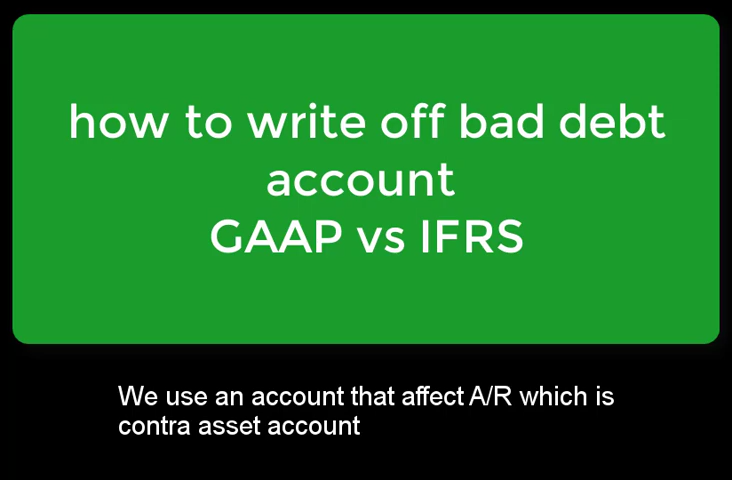 how to write off bad debt
account
GAAP vs IFRS
We use an account that affect A/R which is
contra asset account